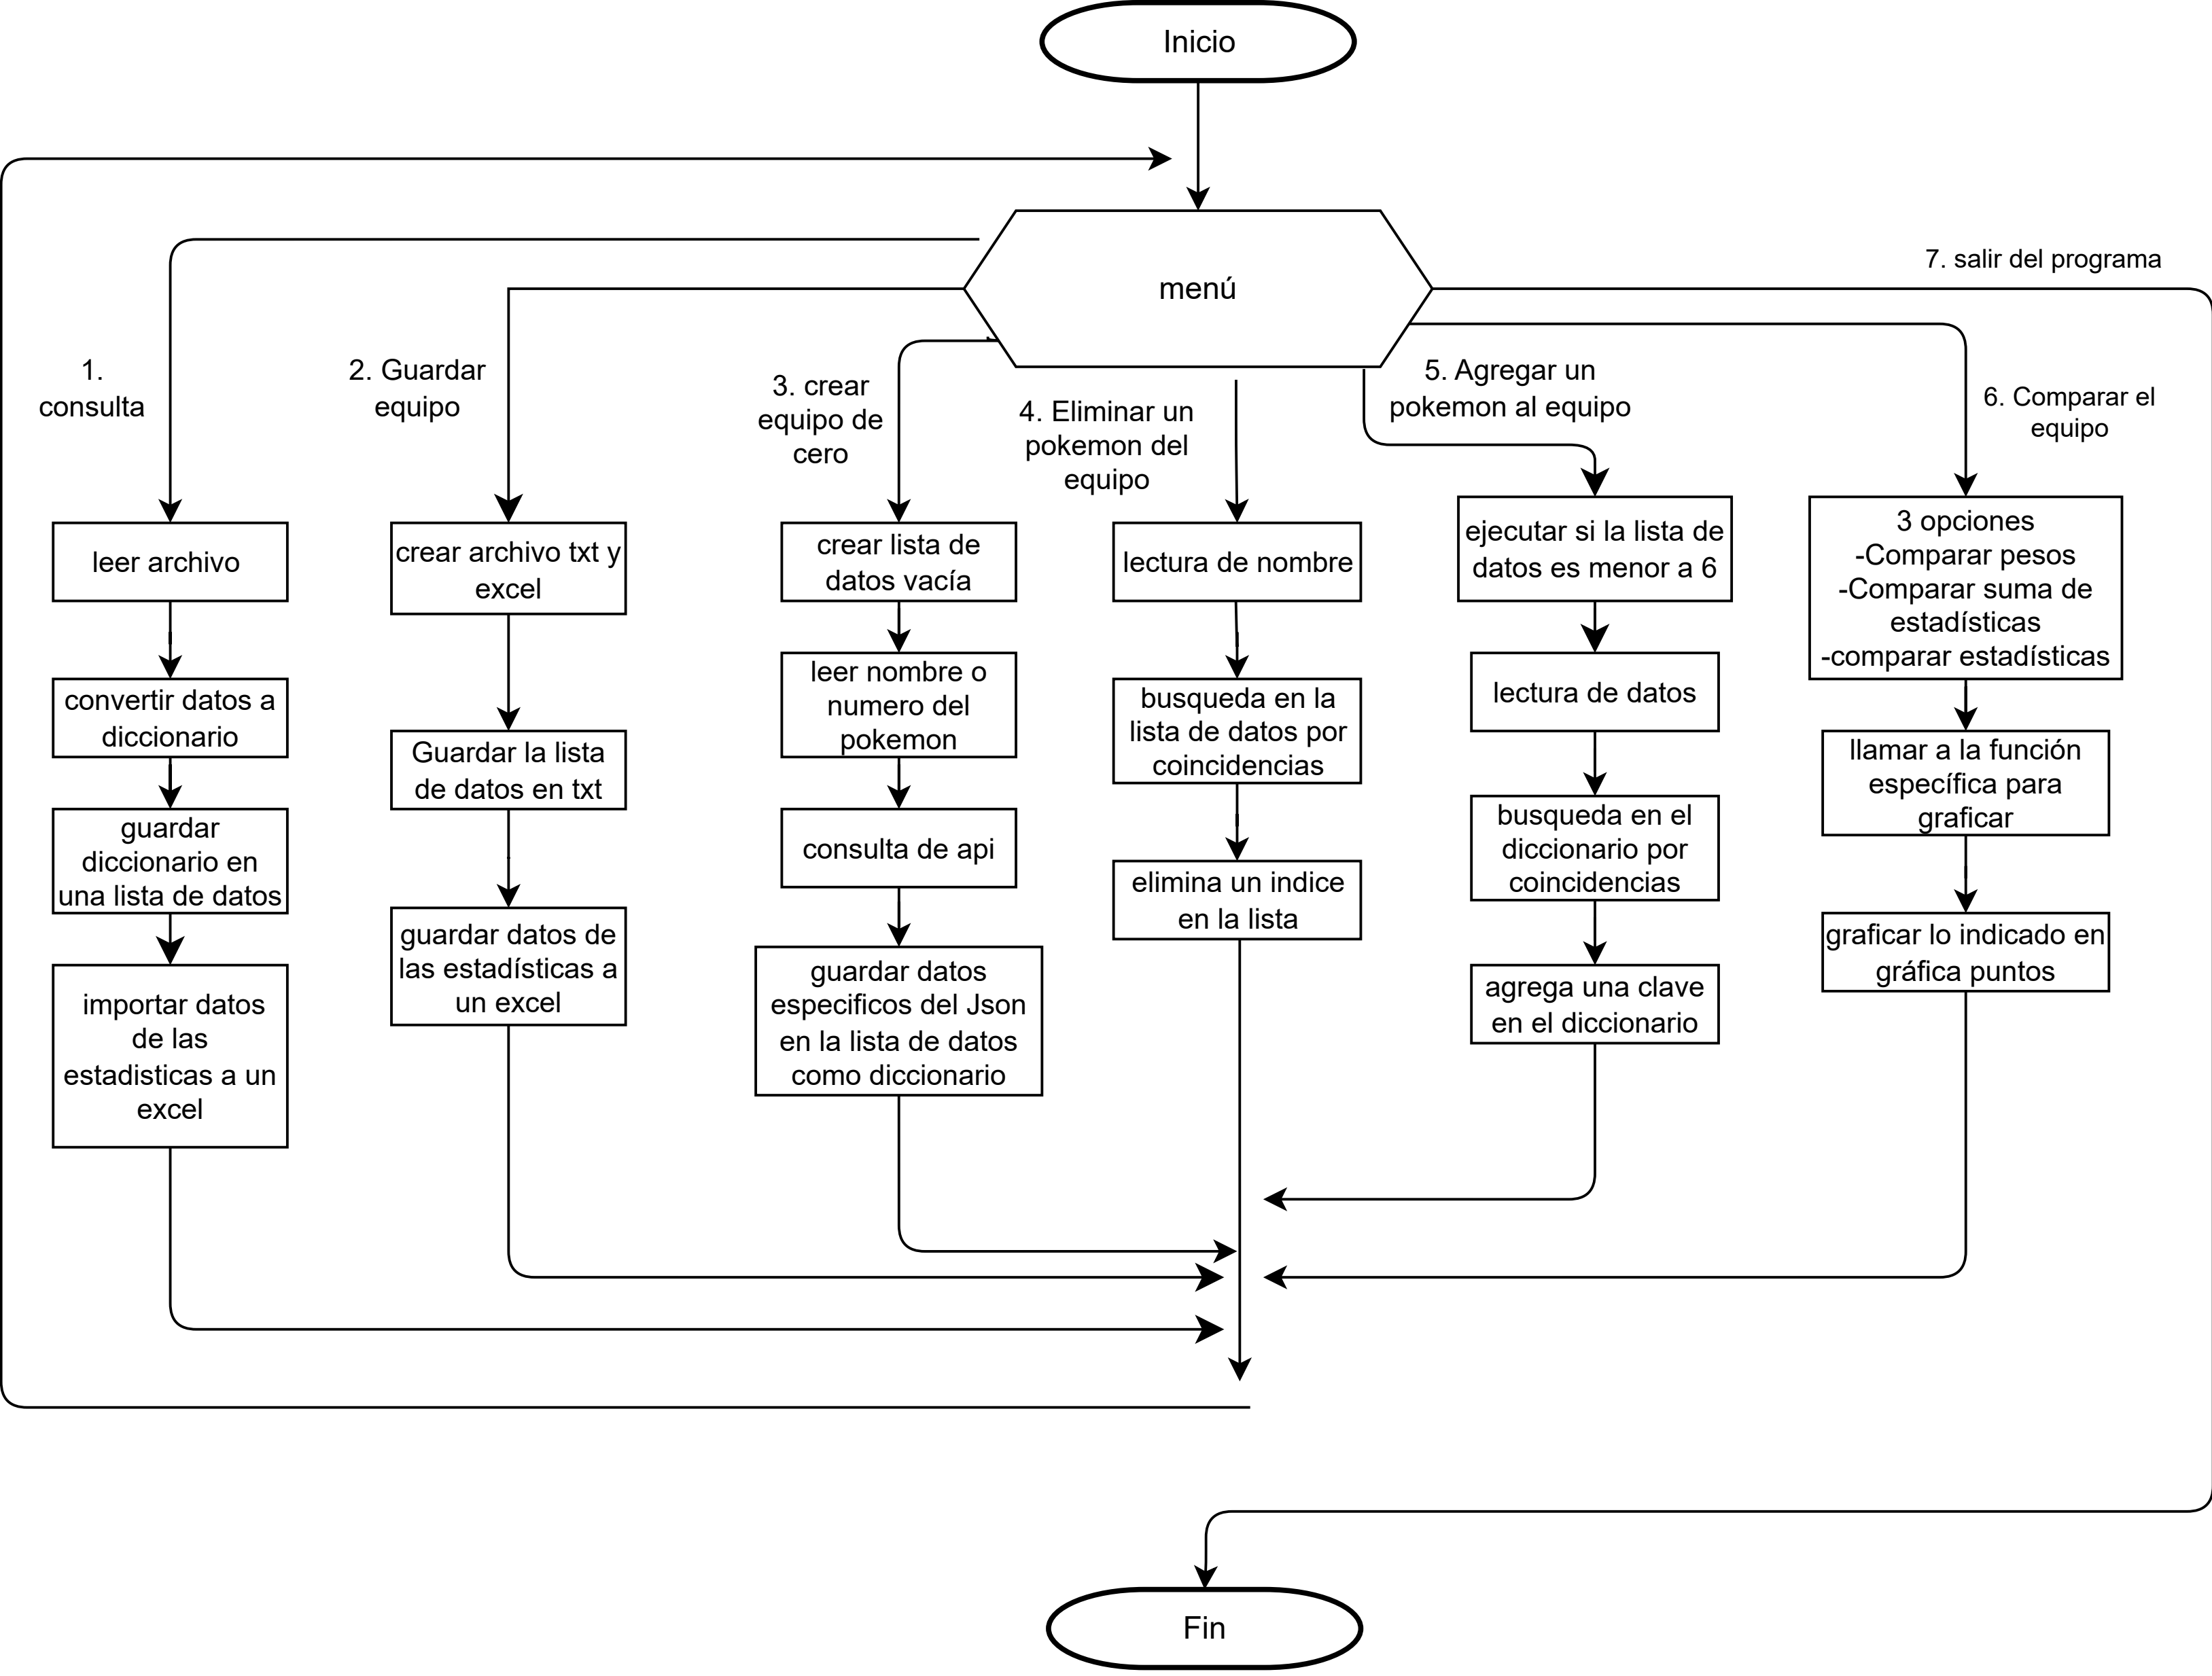 Inicio
menú
7. salir del programa
1.
consulta
2. Guardar
equipo
3. crear
equipo de
cero
4. Eliminar un
pokemon del
equipo
5. Agregar un
pokemon al equipo
6. Comparar el
equipo
leer archivo
convertir datos a
diccionario
guardar
diccionario en
una lista de datos
importar datos
de las
estadisticas a un
excel
crear archivo txt y
excel
Guardar la lista
de datos en txt
guardar datos de
las estadísticas a
un excel
crear lista de
datos vacía
leer nombre o
numero del
pokemon
consulta de api
guardar datos
especificos del Json
en la lista de datos
como diccionario
lectura de nombre
busqueda en la
lista de datos por
coincidencias
elimina un indice
en la lista
ejecutar si la lista de
datos es menor a 6
lectura de datos
busqueda en el
diccionario por
coincidencias
agrega una clave
en el diccionario
3 opciones
-Comparar pesos
-Comparar suma de
estadísticas
-comparar estadísticas
llamar a la función
específica para
graficar
graficar lo indicado en
gráfica puntos
Fin